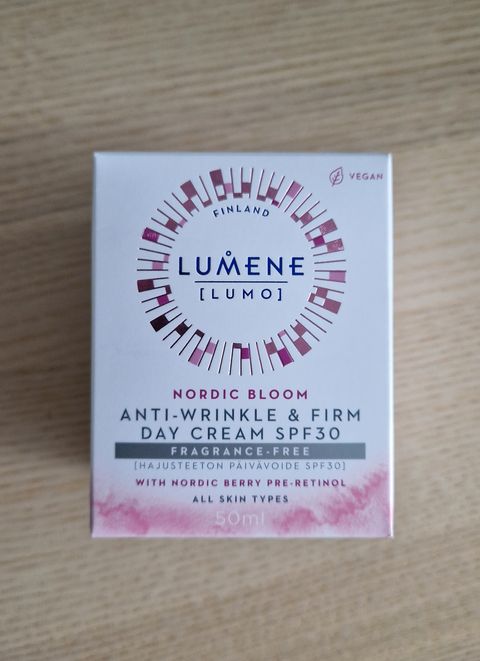 VEGAN
FINLAND
LUMENE
[LUMO]
NORDIC BLOOM
ANTI-WRINKLE & FIRM
DAY CREAM SPF30
FRAGRANCE-FREE
[HAJUSTEETON PÄIVÄVOIDE SPF30]
WITH NORDIC BERRY PRE-RETINOL
ALL SKIN TYPES
50ml